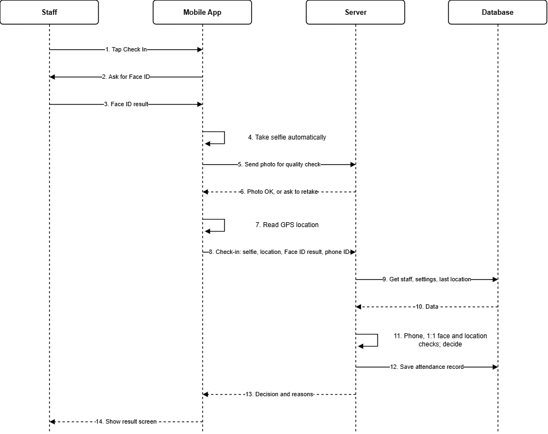 Staff
Mobile App
Server
Database
1. Tap Check In
2. Ask for Face ID
3. Face ID result
4. Take selfie automatically
5. Send photo for quality check
6. Photo OK, or ask to retake
7. Read GPS location
8. Check-in: selfie, location, Face ID result, phone ID
9. Get staff, settings, last location
10. Data
11. Phone, 1:1 face and location
checks; decide
12. Save attendance record
13. Decision and reasons
14. Show result screen